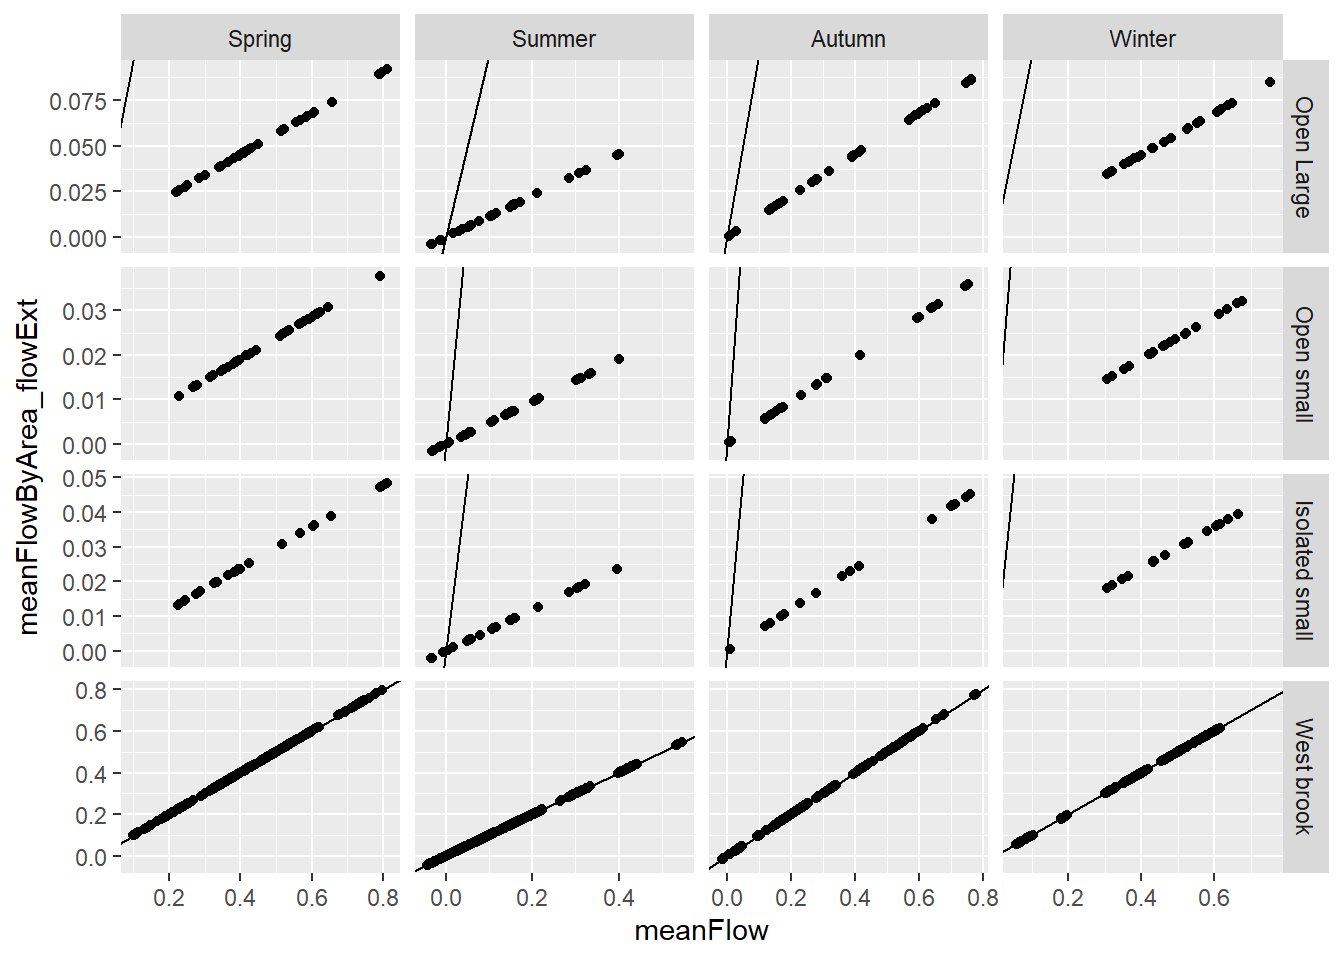 Spring Summer Autumn Winter
0.075
0.050
0.025
0.000
Open Large
0.03
0.02
0.01
0.00
Open small
0.05
0.04
0.03
0.02
0.01
0.00
Isolated small
0.8
0.6
0.4
0.2
0.0
West brook
meanFlowByArea_flowExt
0.2 0.4 0.6 0.8 0.0 0.2 0.4 0.0 0.2 0.4 0.6 0.8 0.2 0.4 0.6
meanFlow